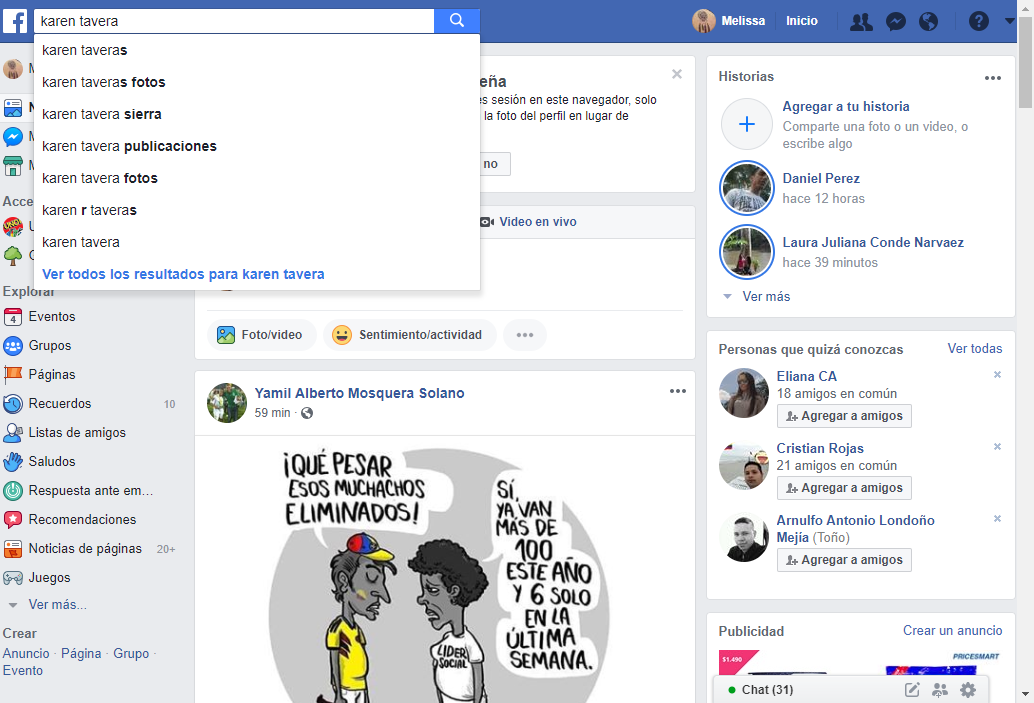 karen tavera
Melissa
Inicio
karen taveras
karen taveras fotos
karen tavera sierra
karen tavera publicaciones
karen tavera fotos
karen r taveras
karen tavera
Ver todos los resultados para karen tavera
Explorar
Eventos
Grupos
Páginas
Recuerdos 10
Listas de amigos
Saludos
Respuesta ante em...
Recomendaciones
Noticias de páginas 20+
Juegos
Ver más...
Crear
Anuncio · Página · Grupo ·
Evento
sesión en este navegador, solo
la foto del perfil en lugar de
no
Video en vivo
Foto/video
Sentimiento/actividad
Yamil Alberto Mosquera Solano
59 min ·
¡QUÉ PESAR
ESOS MUCHACHOS
ELIMINADOS!
SÍ,
YA VAN
MÁS DE
100
ESTE AÑO
Y 6 SOLO
EN LA
ÚLTIMA
SEMANA.
LIDER
SOCIAL
Historias
Agregar a tu historia
Comparte una foto o un video, o
escribe algo
Daniel Perez
hace 12 horas
Laura Juliana Conde Narvaez
hace 39 minutos
Ver más
Personas que quizá conozcas
Ver todas
Eliana CA
18 amigos en común
Agregar a amigos
Cristian Rojas
21 amigos en común
Agregar a amigos
Arnulfo Antonio Londoño
Mejía (Toño)
Agregar a amigos
Publicidad
Crear un anuncio
$1.490
PRICESMART
Chat (31)